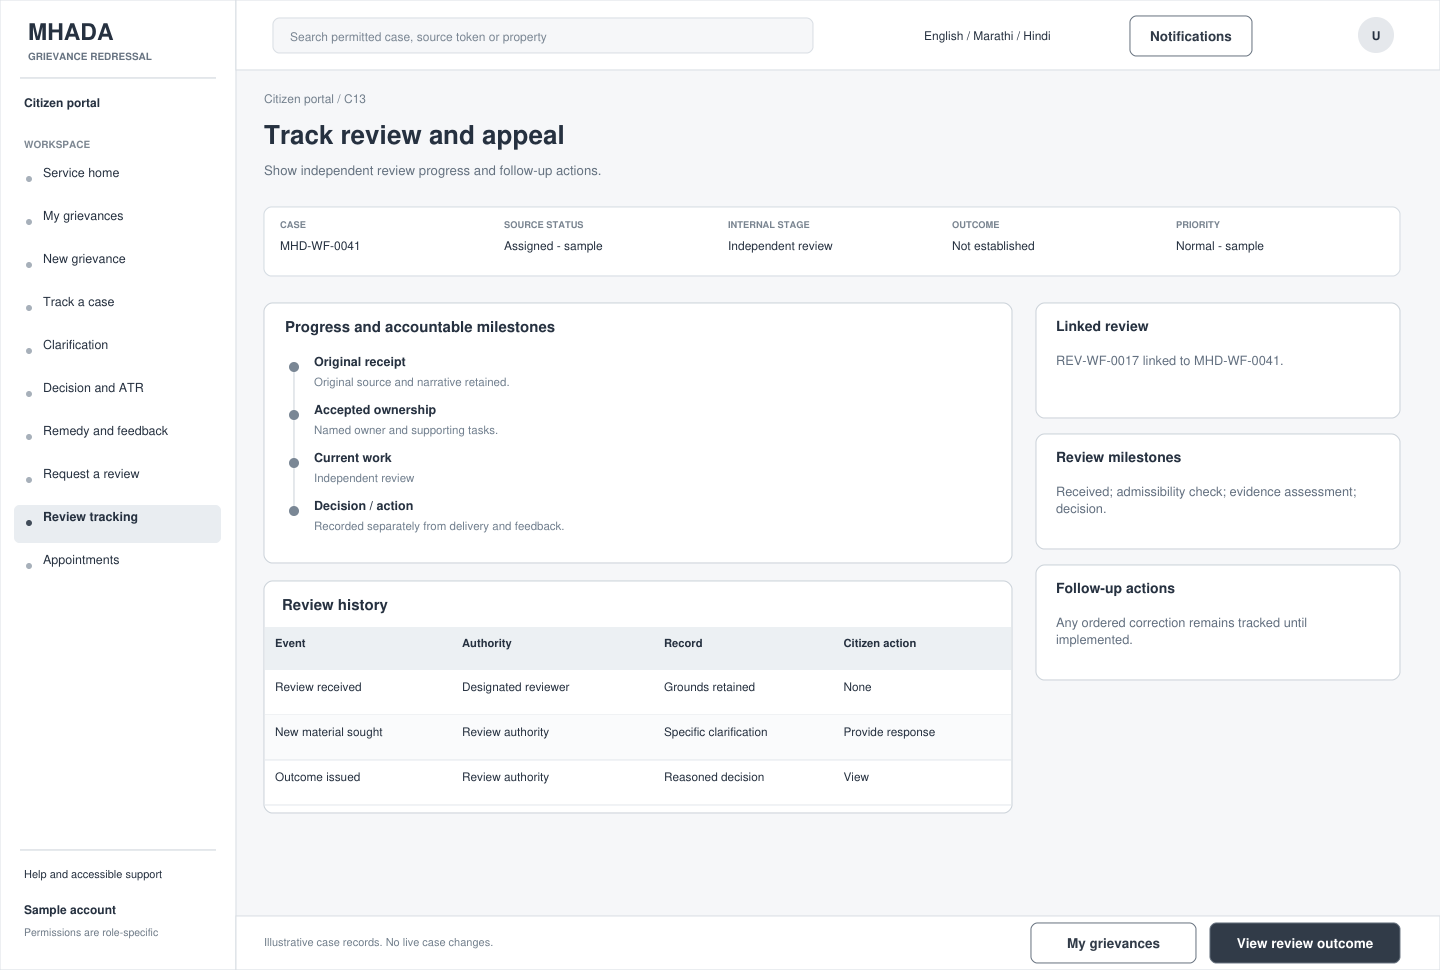 MHADA
GRIEVANCE REDRESSAL
Citizen portal
WORKSPACE
Service home
My grievances
New grievance
Track a case
Clarification
Decision and ATR
Remedy and feedback
Request a review
Review tracking
Appointments
Help and accessible support
Sample account
Permissions are role-specific
Search permitted case, source token or property
English / Marathi / Hindi
Notifications
U
Citizen portal / C13
Track review and appeal
Show independent review progress and follow-up actions.
CASE SOURCE STATUS INTERNAL STAGE OUTCOME PRIORITY
MHD-WF-0041 Assigned - sample Independent review Not established Normal - sample
Progress and accountable milestones
Original receipt
Original source and narrative retained.
Accepted ownership
Named owner and supporting tasks.
Current work
Independent review
Decision / action
Recorded separately from delivery and feedback.
Review history
Event Authority Record Citizen action
Review received Designated reviewer Grounds retained None
New material sought Review authority Specific clarification Provide response
Outcome issued Review authority Reasoned decision View
Linked review
REV-WF-0017 linked to MHD-WF-0041.
Review milestones
Received; admissibility check; evidence assessment;
decision.
Follow-up actions
Any ordered correction remains tracked until
implemented.
Illustrative case records. No live case changes.
My grievances
View review outcome